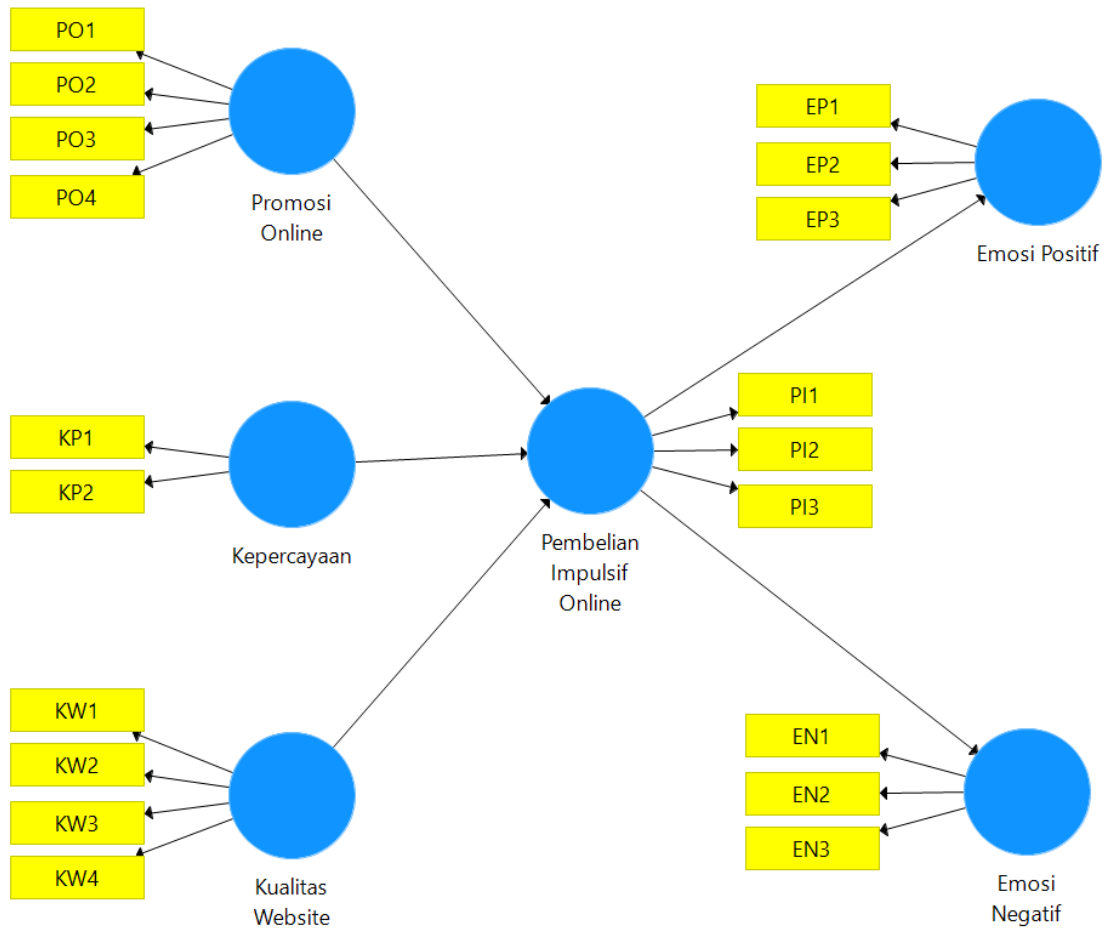 PO1
PO2
PO3
PO4
Promosi
Online
EP1
EP2
EP3
Emosi Positif
KP1
KP2
Kepercayaan
PI1
PI2
PI3
Pembelian
Impulsif
Online
KW1
KW2
KW3
KW4
Kualitas
Website
EN1
EN2
EN3
Emosi
Negatif